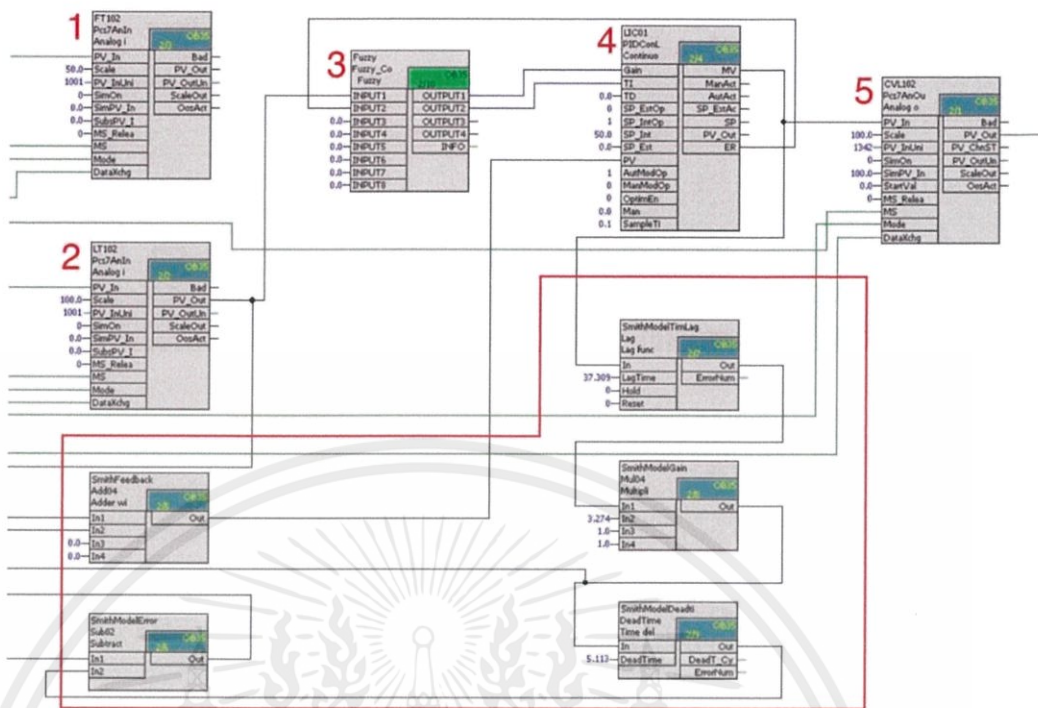 1
FT102
Pcs7AnIn
Analog i
OB35
2/3
PV_In
Bad
50.0
Scale
PV_Out
1001
PV_InUni
PV_OutUn
0
SimOn
ScaleOut
0.0
SimPV_In
OosAct
0.0
SubsPV_I
0
MS_Relea
MS
Mode
DataXchg
2
LT102
Pcs7AnIn
Analog i
OB35
2/2
PV_In
Bad
100.0
Scale
PV_Out
1001
PV_InUni
PV_OutUn
0
SimOn
ScaleOut
0.0
SimPV_In
OosAct
0.0
SubsPV_I
0
MS_Relea
MS
Mode
DataXchg
3
Fuzzy
Fuzzy_Co
Fuzzy
OB35
2/10
INPUT1
OUTPUT1
INPUT2
OUTPUT2
0.0
INPUT3
OUTPUT3
0.0
INPUT4
OUTPUT4
0.0
INPUT5
INFO
0.0
INPUT6
0.0
INPUT7
0.0
INPUT8
4
LIC01
PIDConL
Continuo
OB35
2/4
Gain
MV
TI
ManAct
0.0
TD
AutAct
0
SP_ExtOp
SP_ExtAc
1
SP_IntOp
SP
50.0
SP_Int
PV_Out
0.0
SP_Ext
ER
PV
1
AutModOp
0
ManModOp
0
OptimEn
0.0
Man
0.1
SampleTi
5
CVL102
Pcs7AnOu
Analog o
OB35
2/1
PV_In
Bad
100.0
Scale
PV_Out
1342
PV_InUni
PV_ChnST
0
SimOn
PV_OutUn
100.0
SimPV_In
ScaleOut
0.0
StartVal
OosAct
0
MS_Relea
MS
Mode
DataXchg
SmithModelTimLag
Lag
Lag func
OB35
2/7
In
Out
37.309
LagTime
ErrorNum
0
Hold
0
Reset
SmithFeedback
Add04
Adder wi
OB35
In1
Out
In2
0.0
In3
0.0
In4
SmithModelGain
Mul04
Multipli
OB35
2/8
In1
Out
3.274
In2
1.0
In3
1.0
In4
SmithModelError
Sub02
Subtract
OB35
In1
Out
In2
DeadTime
Time del
OB35
2/9
In
Out
5.113
DeadTime
DeadT_Cy
ErrorNum